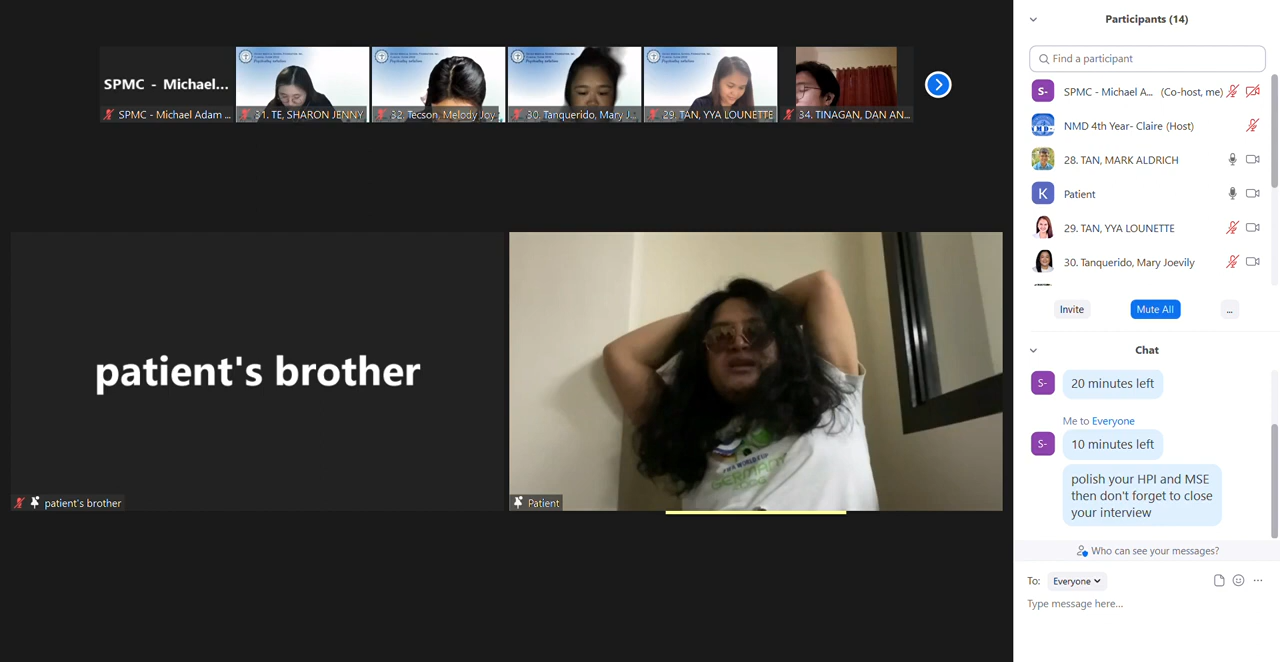 SPMC - Michael...
SPMC - Michael Adam ...
31. TE, SHARON JENNY
32. Tecson, Melody Joy
30. Tanquerido, Mary J...
29. TAN, YYA LOUNETTE
34. TINAGAN, DAN AN...
patient's brother
patient's brother
FIFA WORLD CUP
GERMANY
Patient
Participants (14)
Find a participant
S- SPMC - Michael A... (Co-host, me)
NMD 4th Year- Claire (Host)
28. TAN, MARK ALDRICH
K Patient
29. TAN, YYA LOUNETTE
30. Tanquerido, Mary Joevily
Invite Mute All ...
Chat
S- 20 minutes left
Me to Everyone
S- 10 minutes left
polish your HPI and MSE
then don't forget to close
your interview
Who can see your messages?
To: Everyone
Type message here...